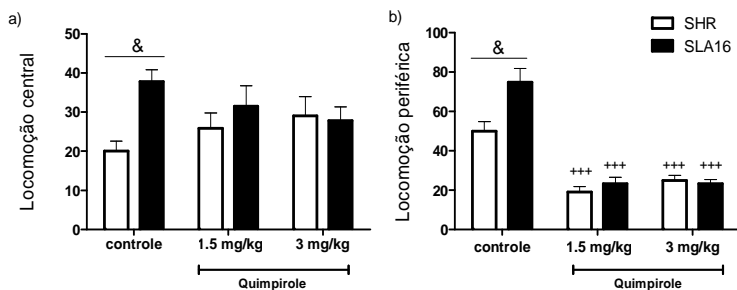 a)
Locomoção central
50
40
30
20
10
0
&
controle
1.5 mg/kg
3 mg/kg
Quimpirole
b)
Locomoção periférica
100
80
60
40
20
0
&
+++
+++
+++
+++
controle
1.5 mg/kg
3 mg/kg
Quimpirole
SHR
SLA16